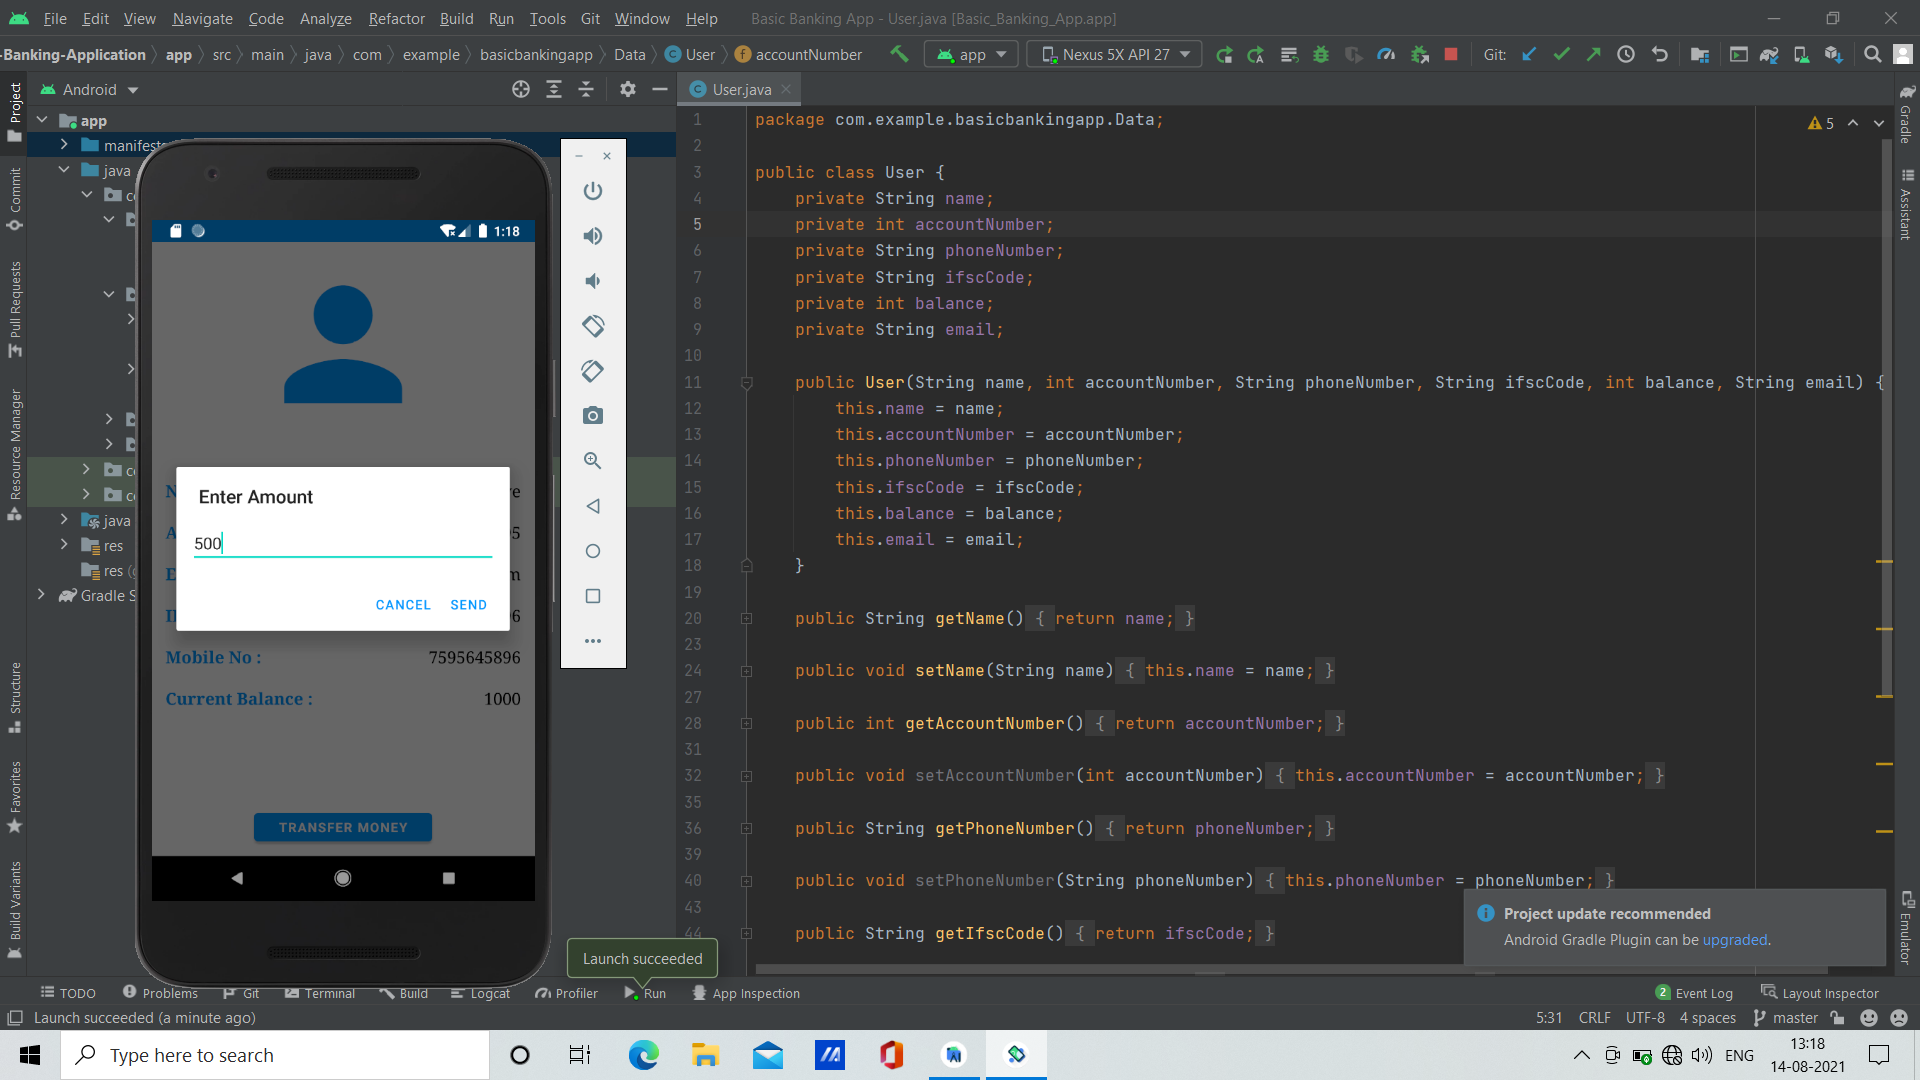 File Edit View Navigate Code Analyze Refactor Build Run Tools Git Window Help Basic Banking App - User.java [Basic_Banking_App.app]
-Banking-Application app src main java com example basicbankingapp Data User accountNumber app Nexus 5X API 27 Git:
Android
User.java
Project
Commit
Pull Requests
Resource Manager
Structure
Favorites
Build Variants
app
manifests
java
java
res
res
Gradle S
1:18
Enter Amount
500
CANCEL SEND
Mobile No : 7595645896
Current Balance : 1000
TRANSFER MONEY
1 package com.example.basicbankingapp.Data;
2
3 public class User {
4 private String name;
5 private int accountNumber;
6 private String phoneNumber;
7 private String ifscCode;
8 private int balance;
9 private String email;
10
11 public User(String name, int accountNumber, String phoneNumber, String ifscCode, int balance, String email) {
12 this.name = name;
13 this.accountNumber = accountNumber;
14 this.phoneNumber = phoneNumber;
15 this.ifscCode = ifscCode;
16 this.balance = balance;
17 this.email = email;
18 }
19
20 public String getName() { return name; }
23
24 public void setName(String name) { this.name = name; }
27
28 public int getAccountNumber() { return accountNumber; }
31
32 public void setAccountNumber(int accountNumber) { this.accountNumber = accountNumber; }
35
36 public String getPhoneNumber() { return phoneNumber; }
39
40 public void setPhoneNumber(String phoneNumber) { this.phoneNumber = phoneNumber; }
43
44 public String getIfscCode() { return ifscCode; }
5
Gradle
Assistant
Emulator
Project update recommended
Android Gradle Plugin can be upgraded.
Launch succeeded
TODO Problems Git Terminal Build Logcat Profiler Run App Inspection 2 Event Log Layout Inspector
Launch succeeded (a minute ago) 5:31 CRLF UTF-8 4 spaces master
Type here to search ENG 13:18
14-08-2021